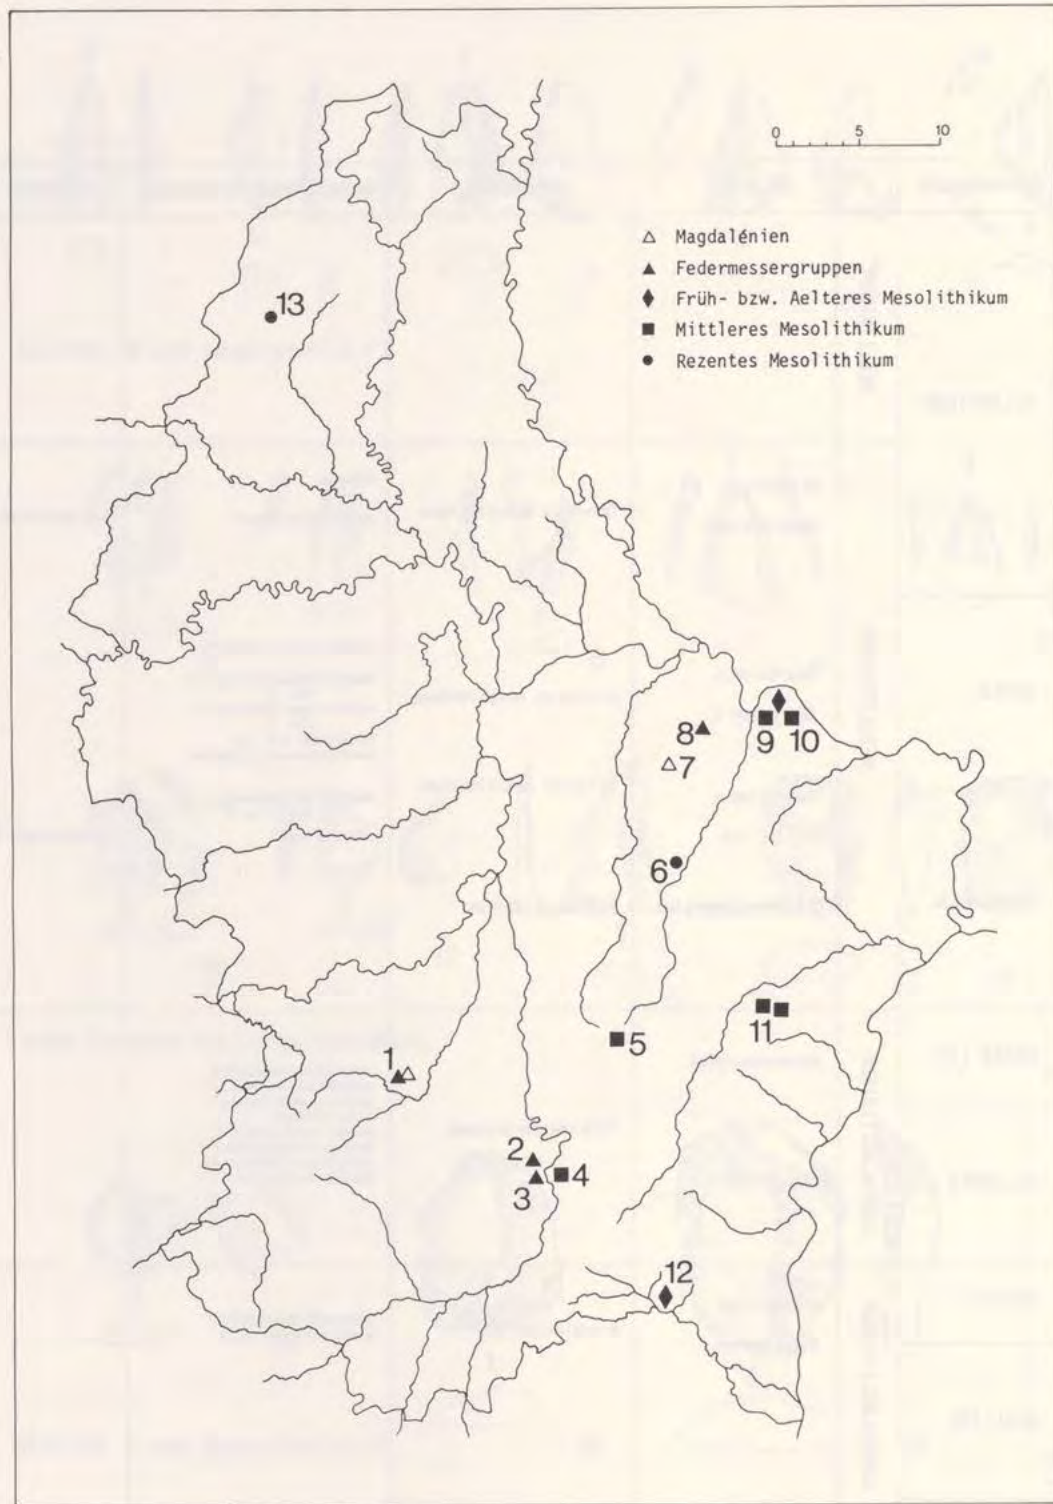 0 5 10
△ Magdalénien
▲ Federmessergruppen
♦ Früh- bzw. Aelteres Mesolithikum
■ Mittleres Mesolithikum
● Rezentes Mesolithikum
13
8
9 10
7
6
11
5
1
2
4
3
12